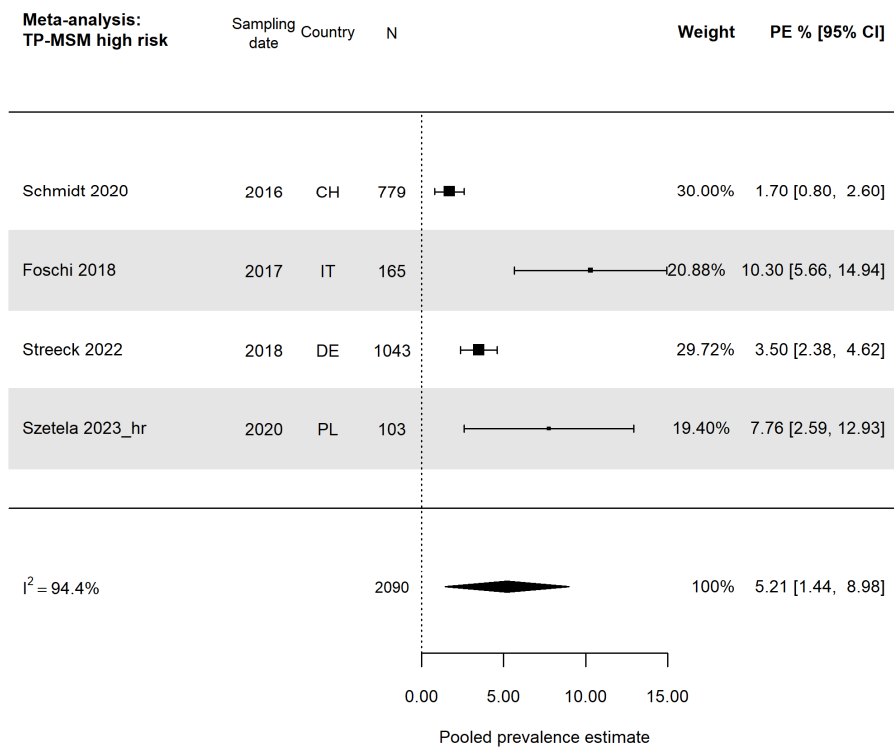 Meta-analysis:
TP-MSM high risk
Sampling
date
Country
N
Weight
PE % [95% CI]
Schmidt 2020 2016 CH 779 30.00% 1.70 [0.80, 2.60]
Foschi 2018 2017 IT 165 20.88% 10.30 [5.66, 14.94]
Streeck 2022 2018 DE 1043 29.72% 3.50 [2.38, 4.62]
Szetela 2023_hr 2020 PL 103 19.40% 7.76 [2.59, 12.93]
I² = 94.4% 2090 100% 5.21 [1.44, 8.98]
0.00 5.00 10.00 15.00
Pooled prevalence estimate